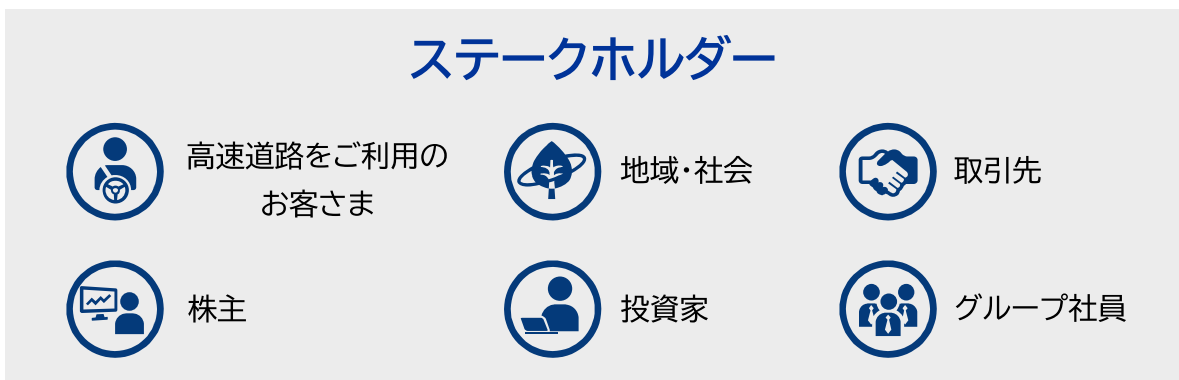 ステークホルダー
高速道路をご利用の
お客さま
地域・社会
取引先
株主
投資家
グループ社員